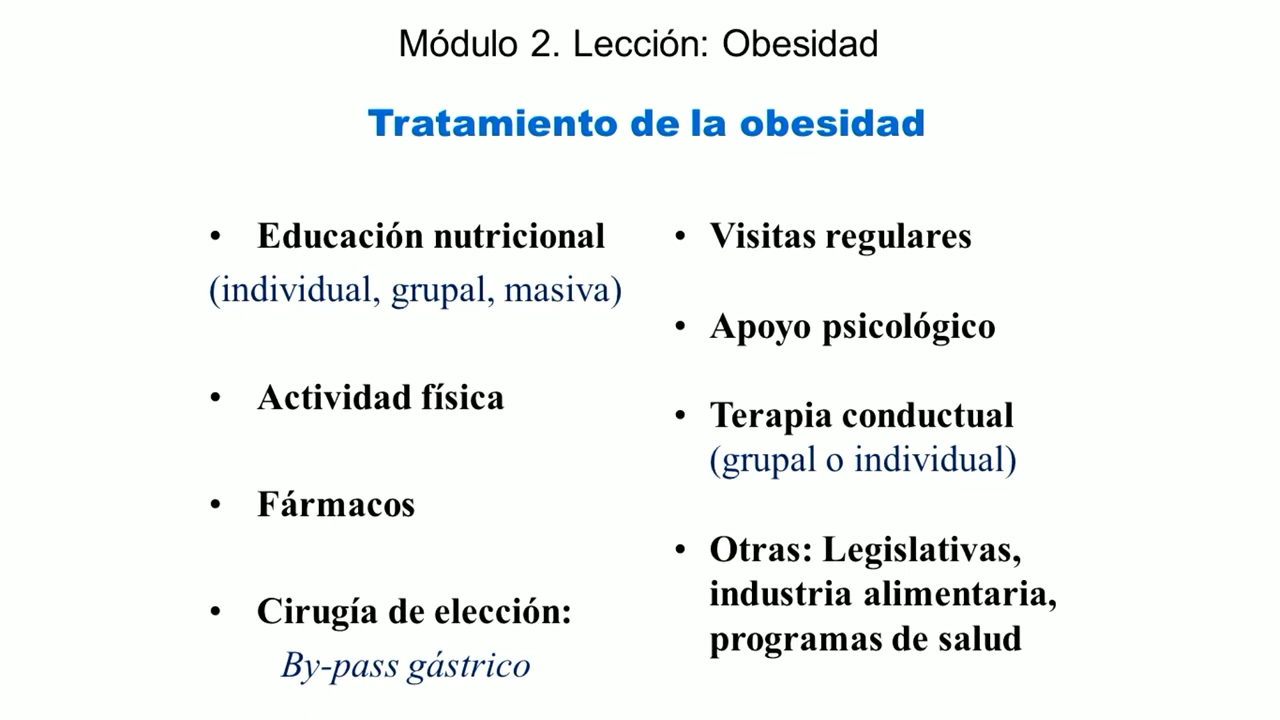 Módulo 2. Lección: Obesidad
Tratamiento de la obesidad
• Educación nutricional
(individual, grupal, masiva)
• Actividad física
• Fármacos
• Cirugía de elección:
By-pass gástrico
• Visitas regulares
• Apoyo psicológico
• Terapia conductual
(grupal o individual)
• Otras: Legislativas,
industria alimentaria,
programas de salud